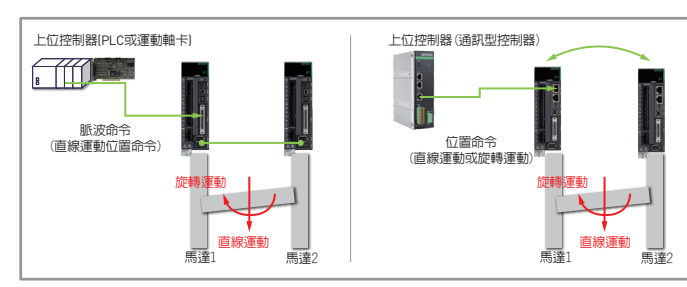 上位控制器(PLC或運動軸卡)
脈波命令
(直線運動位置命令)
旋轉運動
直線運動
馬達1
馬達2
上位控制器(通訊型控制器)
位置命令
(直線運動或旋轉運動)
旋轉運動
直線運動
馬達1
馬達2